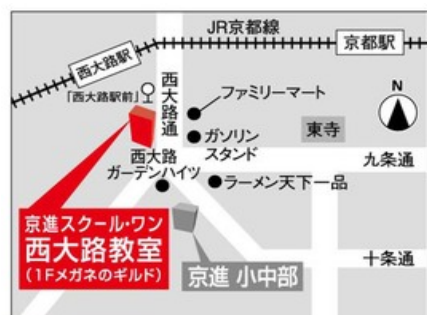 JR京都線
西大路駅
京都駅
「西大路駅前」
西大路通
ファミリーマート
N
ガソリン
スタンド
東寺
西大路
ガーデンハイツ
九条通
ラーメン天下一品
京進スクール・ワン
西大路教室
(1Fメガネのギルド)
京進 小中部
十条通